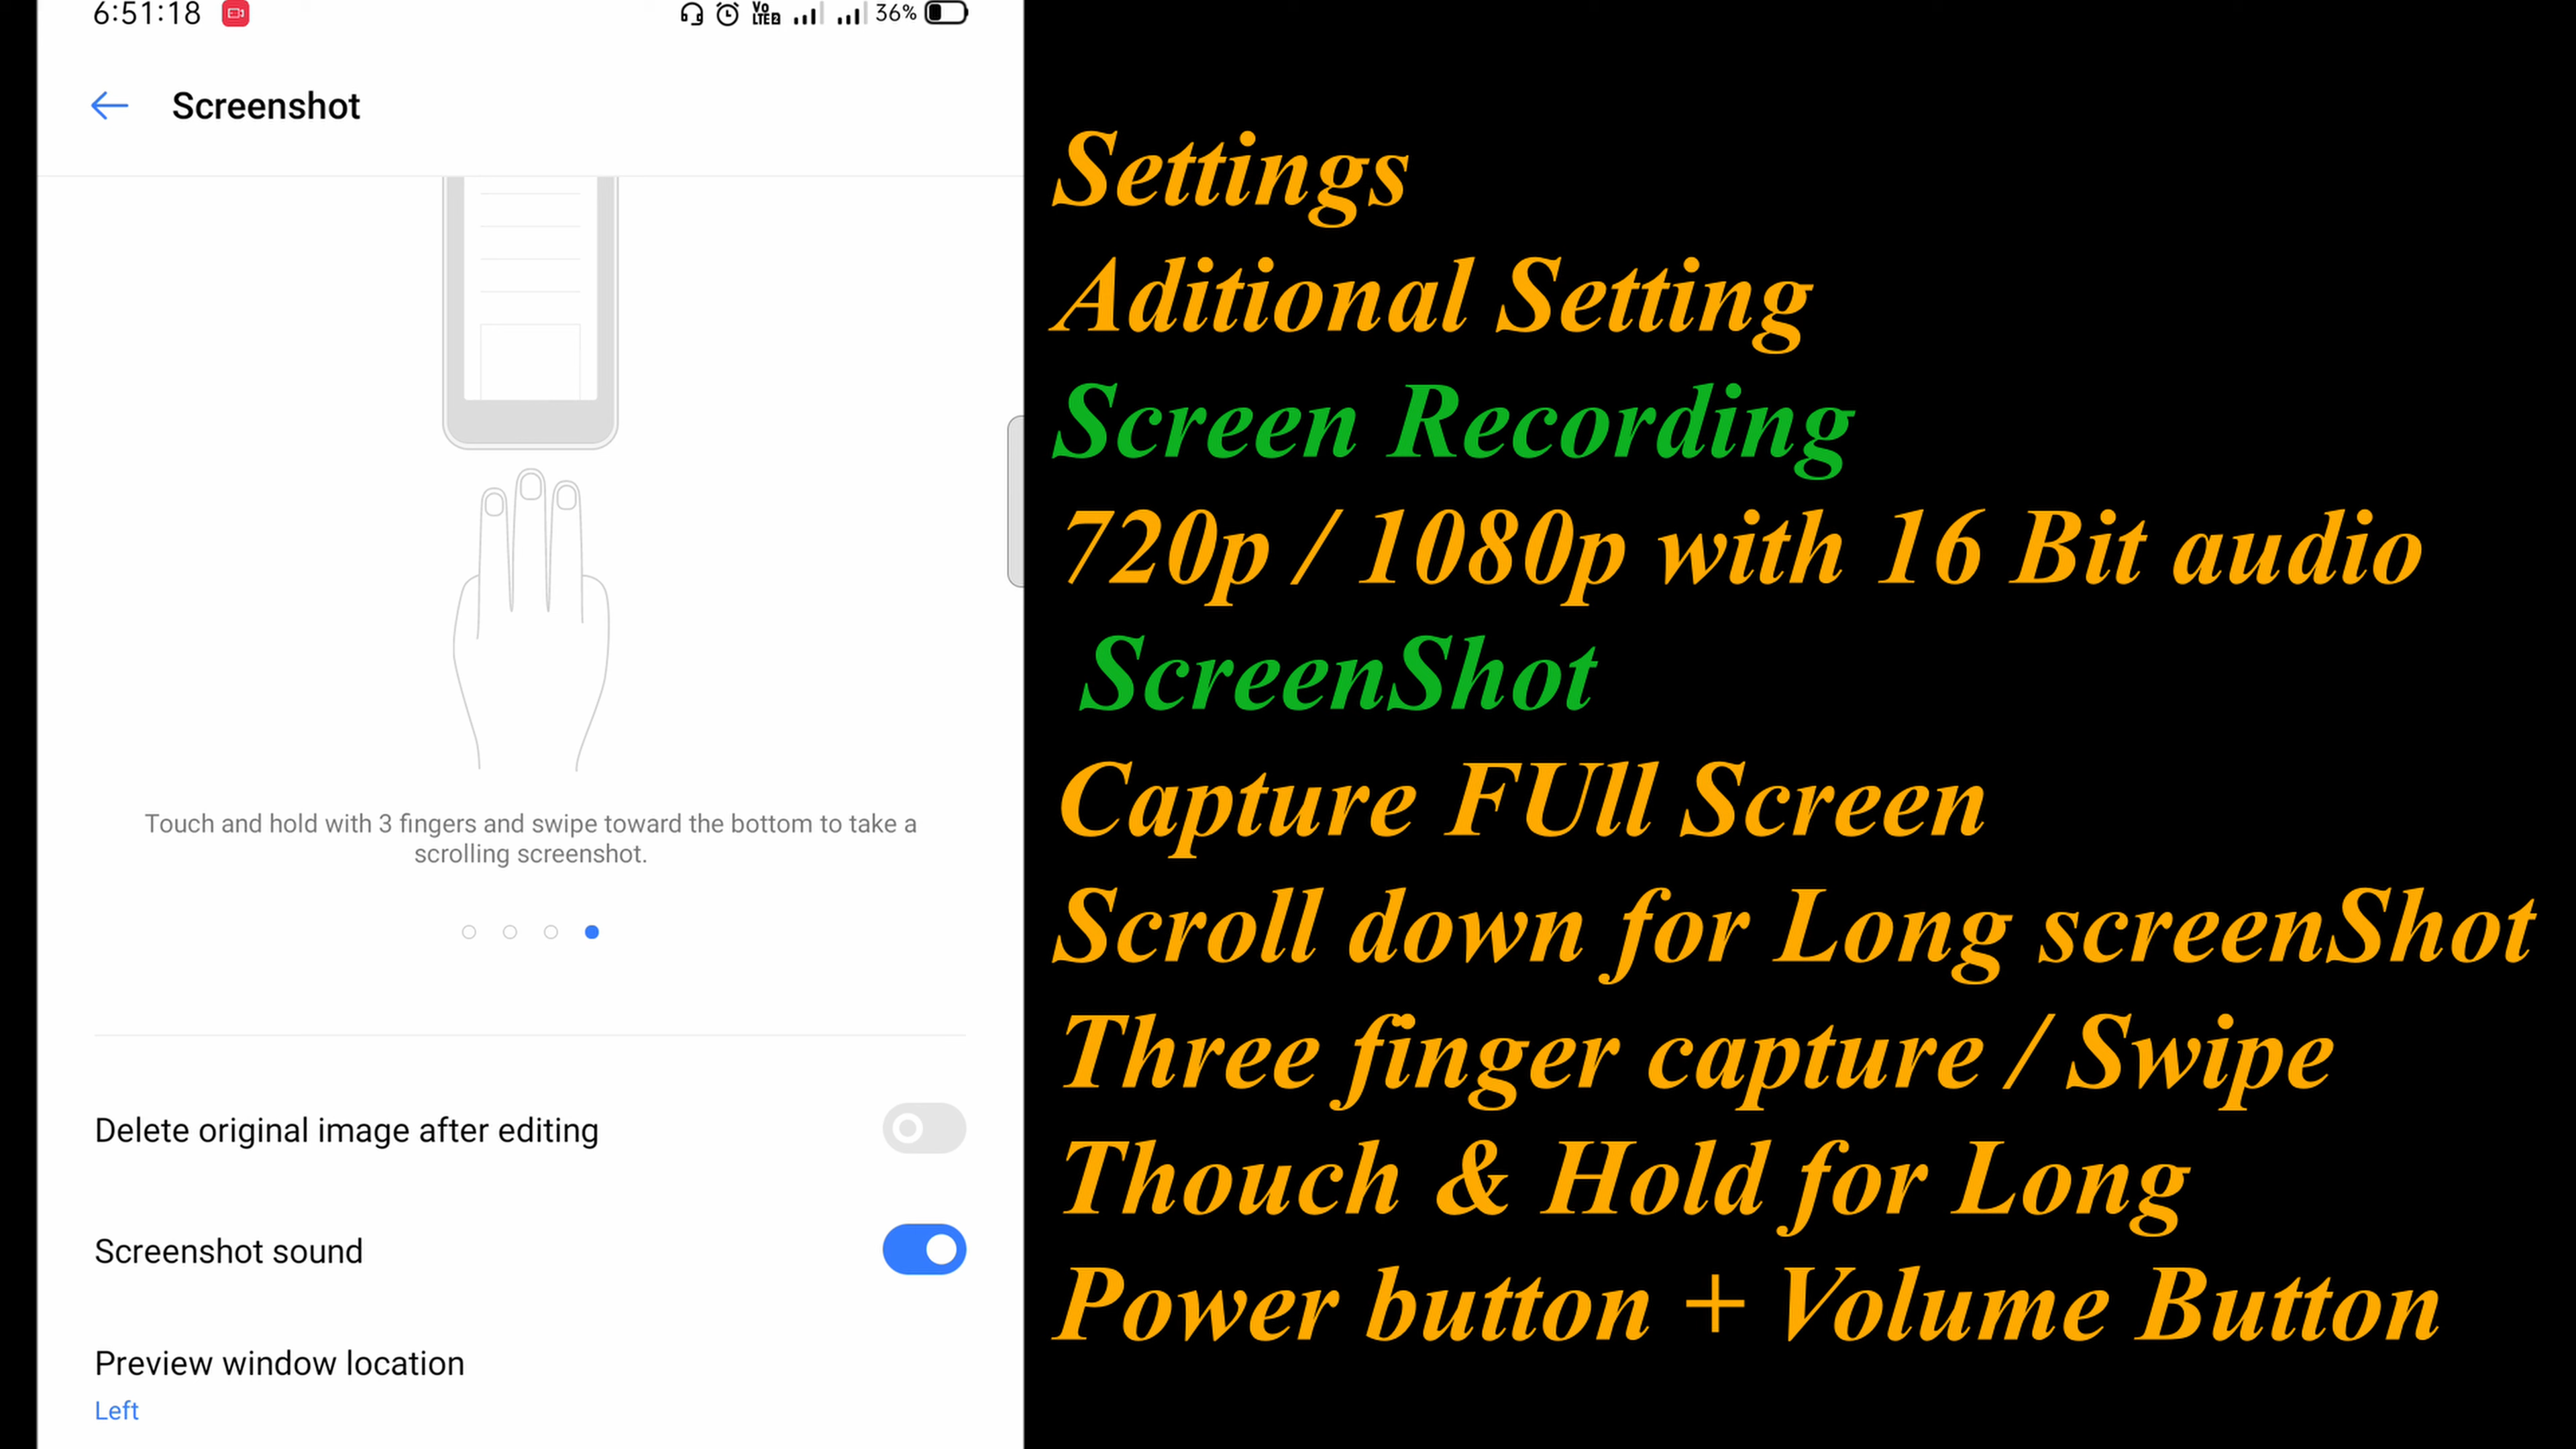 6:51:18
Vo LTE2 36%
Screenshot
Touch and hold with 3 fingers and swipe toward the bottom to take a
scrolling screenshot.
Delete original image after editing
Screenshot sound
Preview window location
Left
Settings
Aditional Setting
Screen Recording
720p / 1080p with 16 Bit audio
ScreenShot
Capture FUll Screen
Scroll down for Long screenShot
Three finger capture / Swipe
Thouch & Hold for Long
Power button + Volume Button